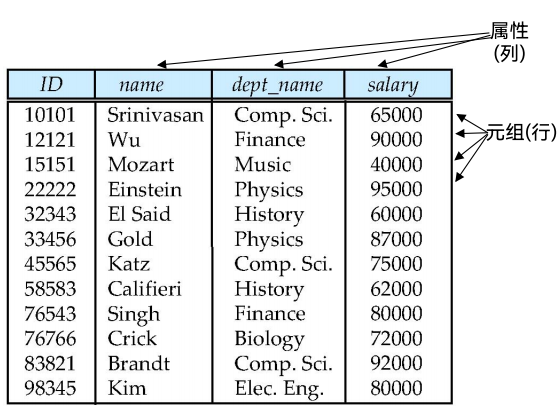 属性
(列)
ID name dept_name salary
10101 Srinivasan Comp. Sci. 65000
12121 Wu Finance 90000
元组(行)
15151 Mozart Music 40000
22222 Einstein Physics 95000
32343 El Said History 60000
33456 Gold Physics 87000
45565 Katz Comp. Sci. 75000
58583 Califieri History 62000
76543 Singh Finance 80000
76766 Crick Biology 72000
83821 Brandt Comp. Sci. 92000
98345 Kim Elec. Eng. 80000